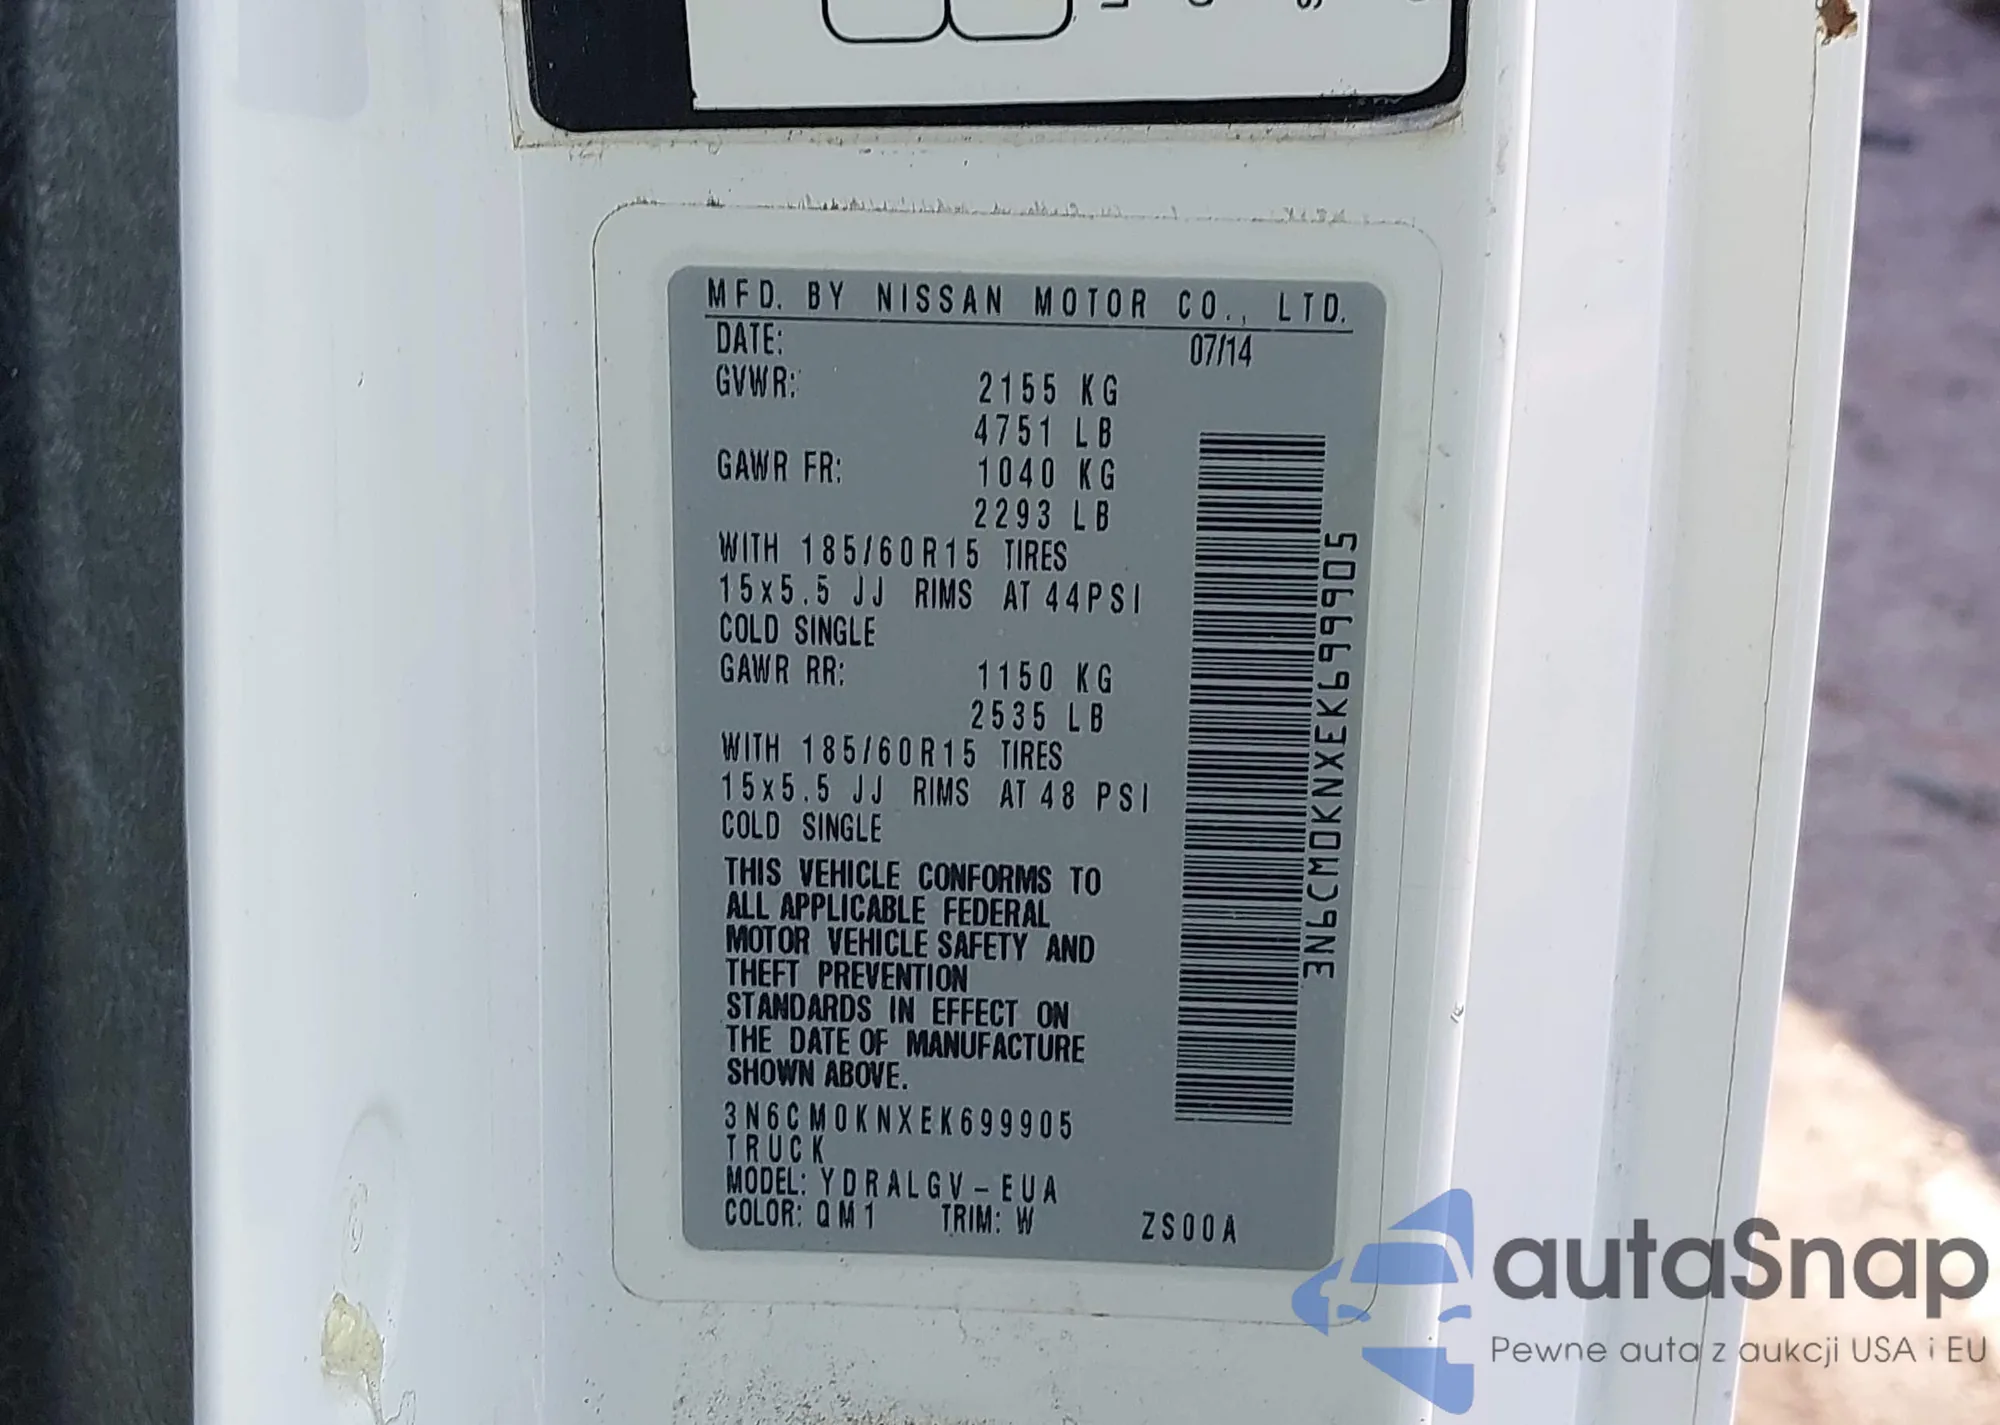 MFD. BY NISSAN MOTOR CO., LTD.
DATE: 07/14
GVWR: 2155 KG
4751 LB
GAWR FR: 1040 KG
2293 LB
WITH 185/60R15 TIRES
15x5.5 JJ RIMS AT 44PSI
COLD SINGLE
GAWR RR: 1150 KG
2535 LB
WITH 185/60R15 TIRES
15x5.5 JJ RIMS AT 48 PSI
COLD SINGLE
THIS VEHICLE CONFORMS TO
ALL APPLICABLE FEDERAL
MOTOR VEHICLE SAFETY AND
THEFT PREVENTION
STANDARDS IN EFFECT ON
THE DATE OF MANUFACTURE
SHOWN ABOVE.
3N6CM0KNXEK699905
TRUCK
MODEL: YDRALGV-EUA
COLOR: QM1 TRIM: W ZS00A
3N6CM0KNXEK699905
autaSnap
Pewne auta z aukcji USA i EU